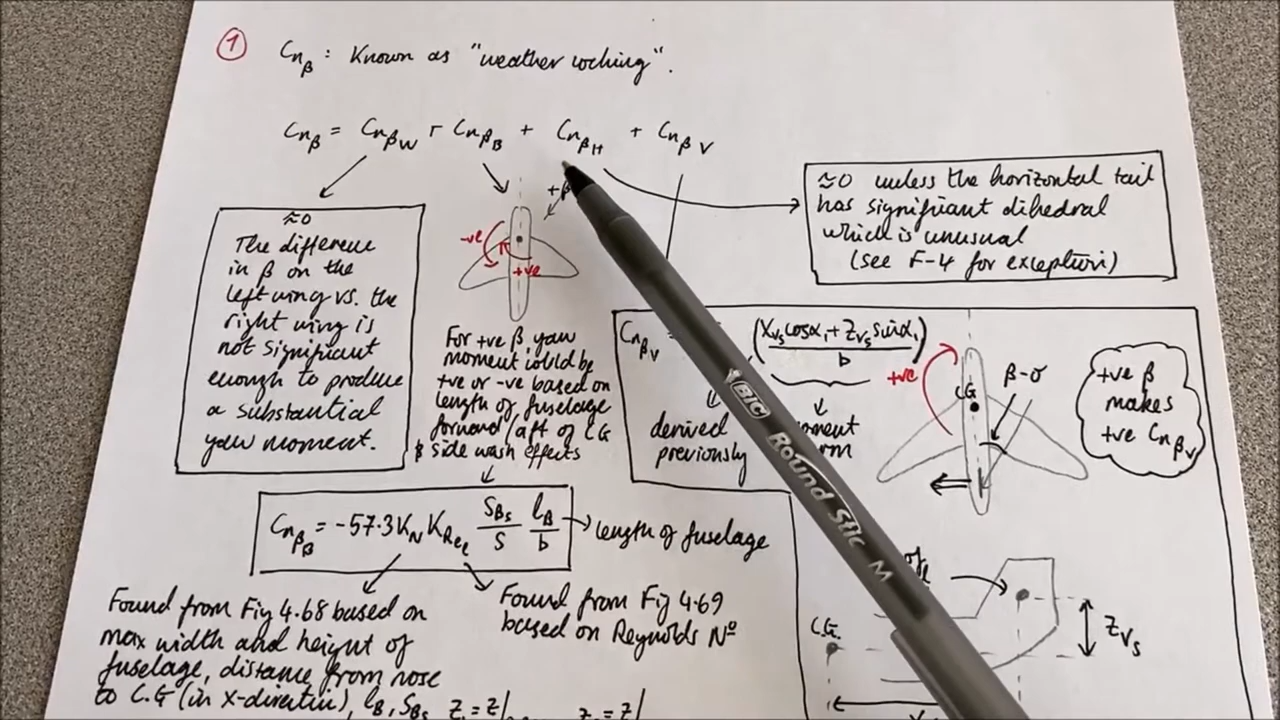 1
Cnβ : Known as "weather cocking".
Cnβ = CnβW + CnβB + CnβH + CnβV
≈0
The difference
in β on the
left wing vs. the
right wing is
not significant
enough to produce
a substantial
yaw moment.
+β
-ve
+ve
For +ve β, yaw
moment could be
+ve or -ve based on
length of fuselage
forward/aft of CG
& side wash effects
≈0 unless the horizontal tail
has significant dihedral
which is unusual
(see F-4 for exception)
CnβV =
(XVs cosα1 + ZVs sinα1)
b
derived
previously
+ve
CG
β-σ
+ve β
makes
+ve CnβV
CnβB = -57.3 KN KRel SBs/S lB/b
length of fuselage
Found from Fig 4.68 based on
max width and height of
fuselage, distance from nose
to C.G (in x-direction), lB, SBs
Found from Fig 4.69
based on Reynolds Nº
C.G.
ZVs
BIC Round Stic M